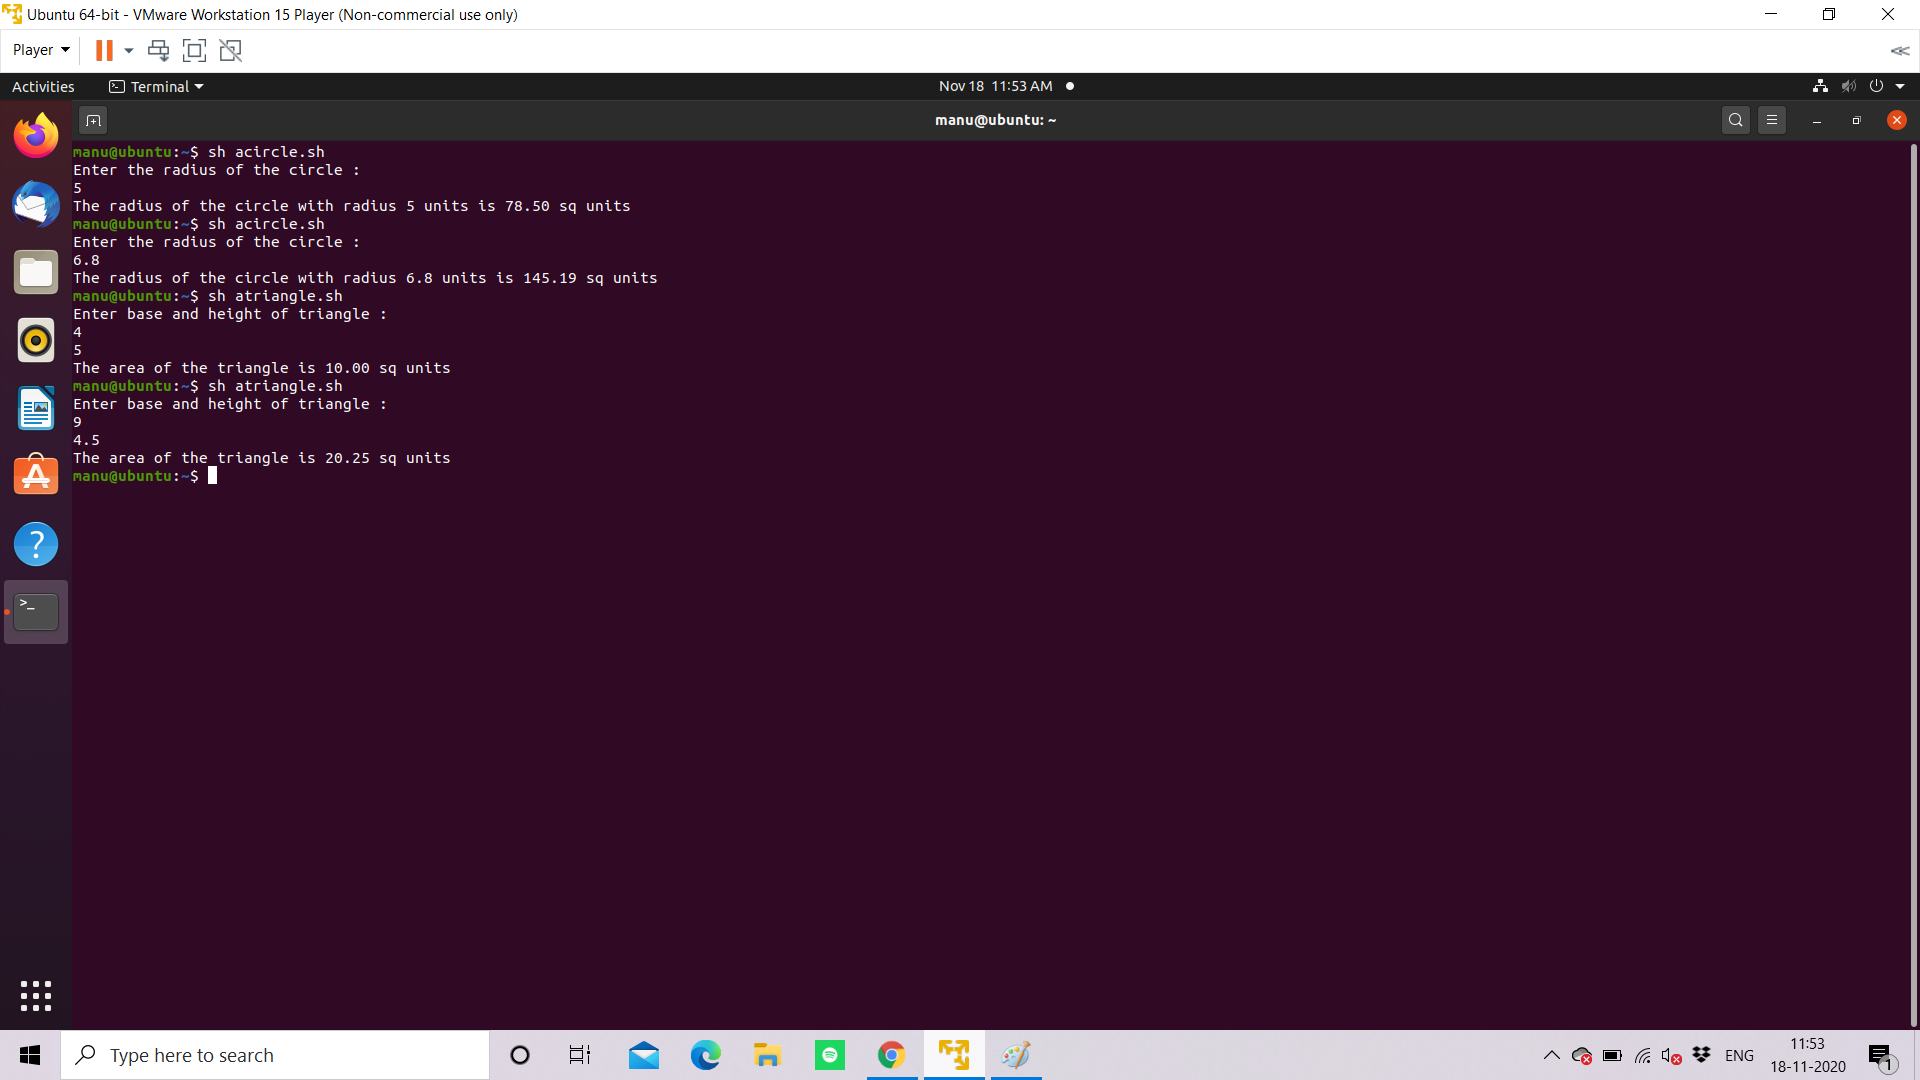 Ubuntu 64-bit - VMware Workstation 15 Player (Non-commercial use only)
Player
Activities
Terminal
Nov 18 11:53 AM
manu@ubuntu: ~
manu@ubuntu:~$ sh acircle.sh
Enter the radius of the circle :
5
The radius of the circle with radius 5 units is 78.50 sq units
manu@ubuntu:~$ sh acircle.sh
Enter the radius of the circle :
6.8
The radius of the circle with radius 6.8 units is 145.19 sq units
manu@ubuntu:~$ sh atriangle.sh
Enter base and height of triangle :
4
5
The area of the triangle is 10.00 sq units
manu@ubuntu:~$ sh atriangle.sh
Enter base and height of triangle :
9
4.5
The area of the triangle is 20.25 sq units
manu@ubuntu:~$
Type here to search
ENG
11:53
18-11-2020
1